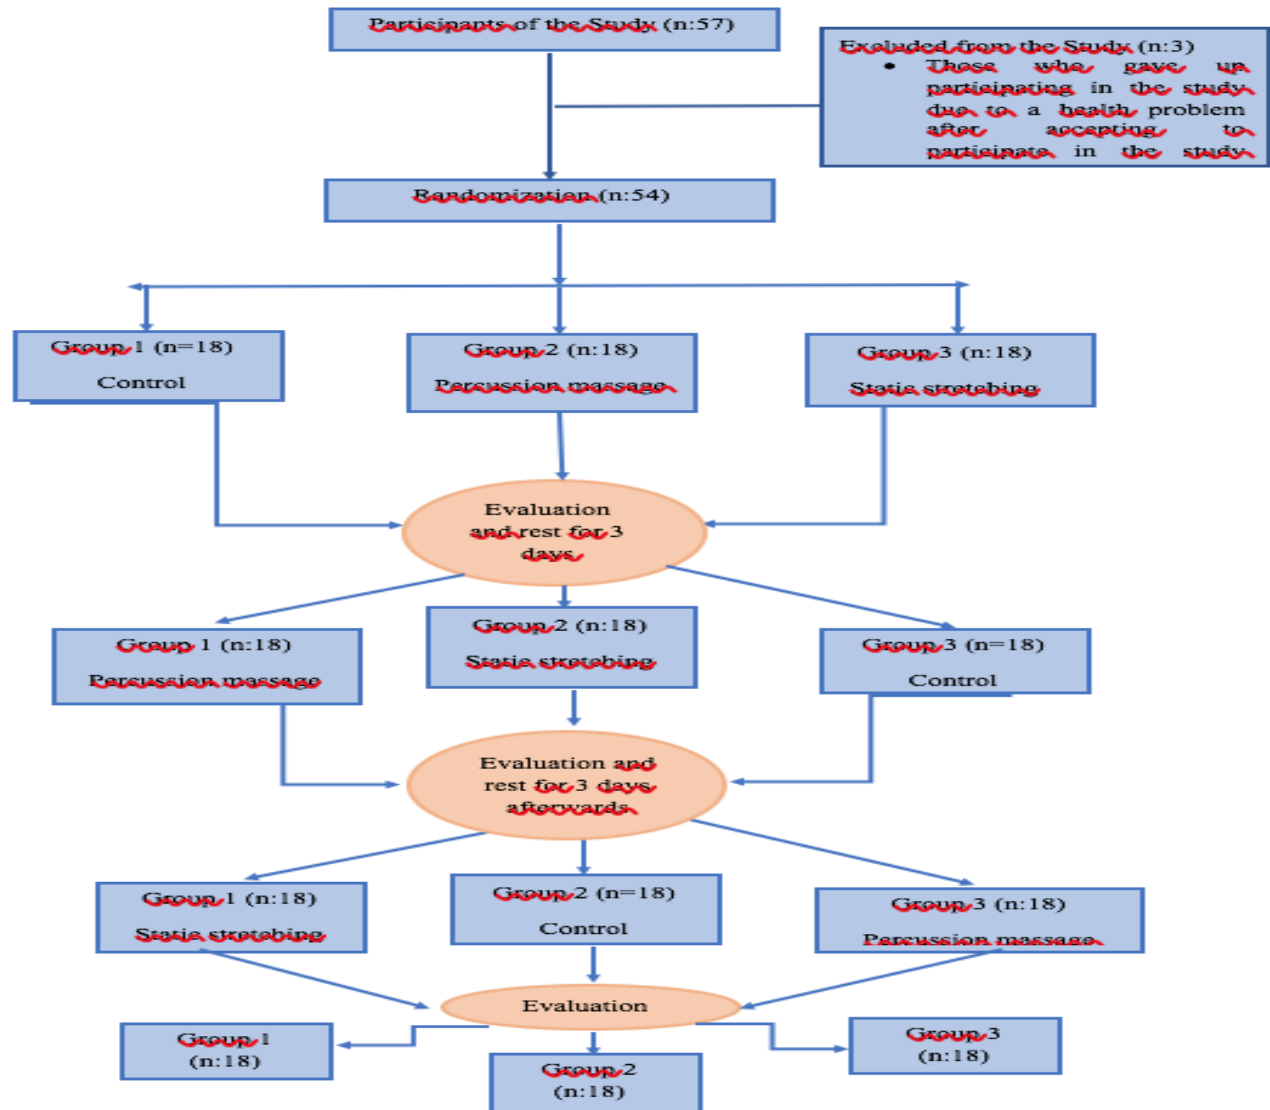 Participants of the Study (n:57)
Excluded from the Study (n:3)
• Those who gave up
participating in the study
due to a health problem
after accepting to
participate in the study
Randomization (n:54)
Group 1 (n=18)
Control
Group 2 (n:18)
Percussion massage
Group 3 (n:18)
Static stretching
Evaluation
and rest for 3
days
Group 1 (n:18)
Percussion massage
Group 2 (n:18)
Static stretching
Group 3 (n=18)
Control
Evaluation and
rest for 3 days
afterwards
Group 1 (n:18)
Static stretching
Group 2 (n=18)
Control
Group 3 (n:18)
Percussion massage
Evaluation
Group 1
(n:18)
Group 2
(n:18)
Group 3
(n:18)